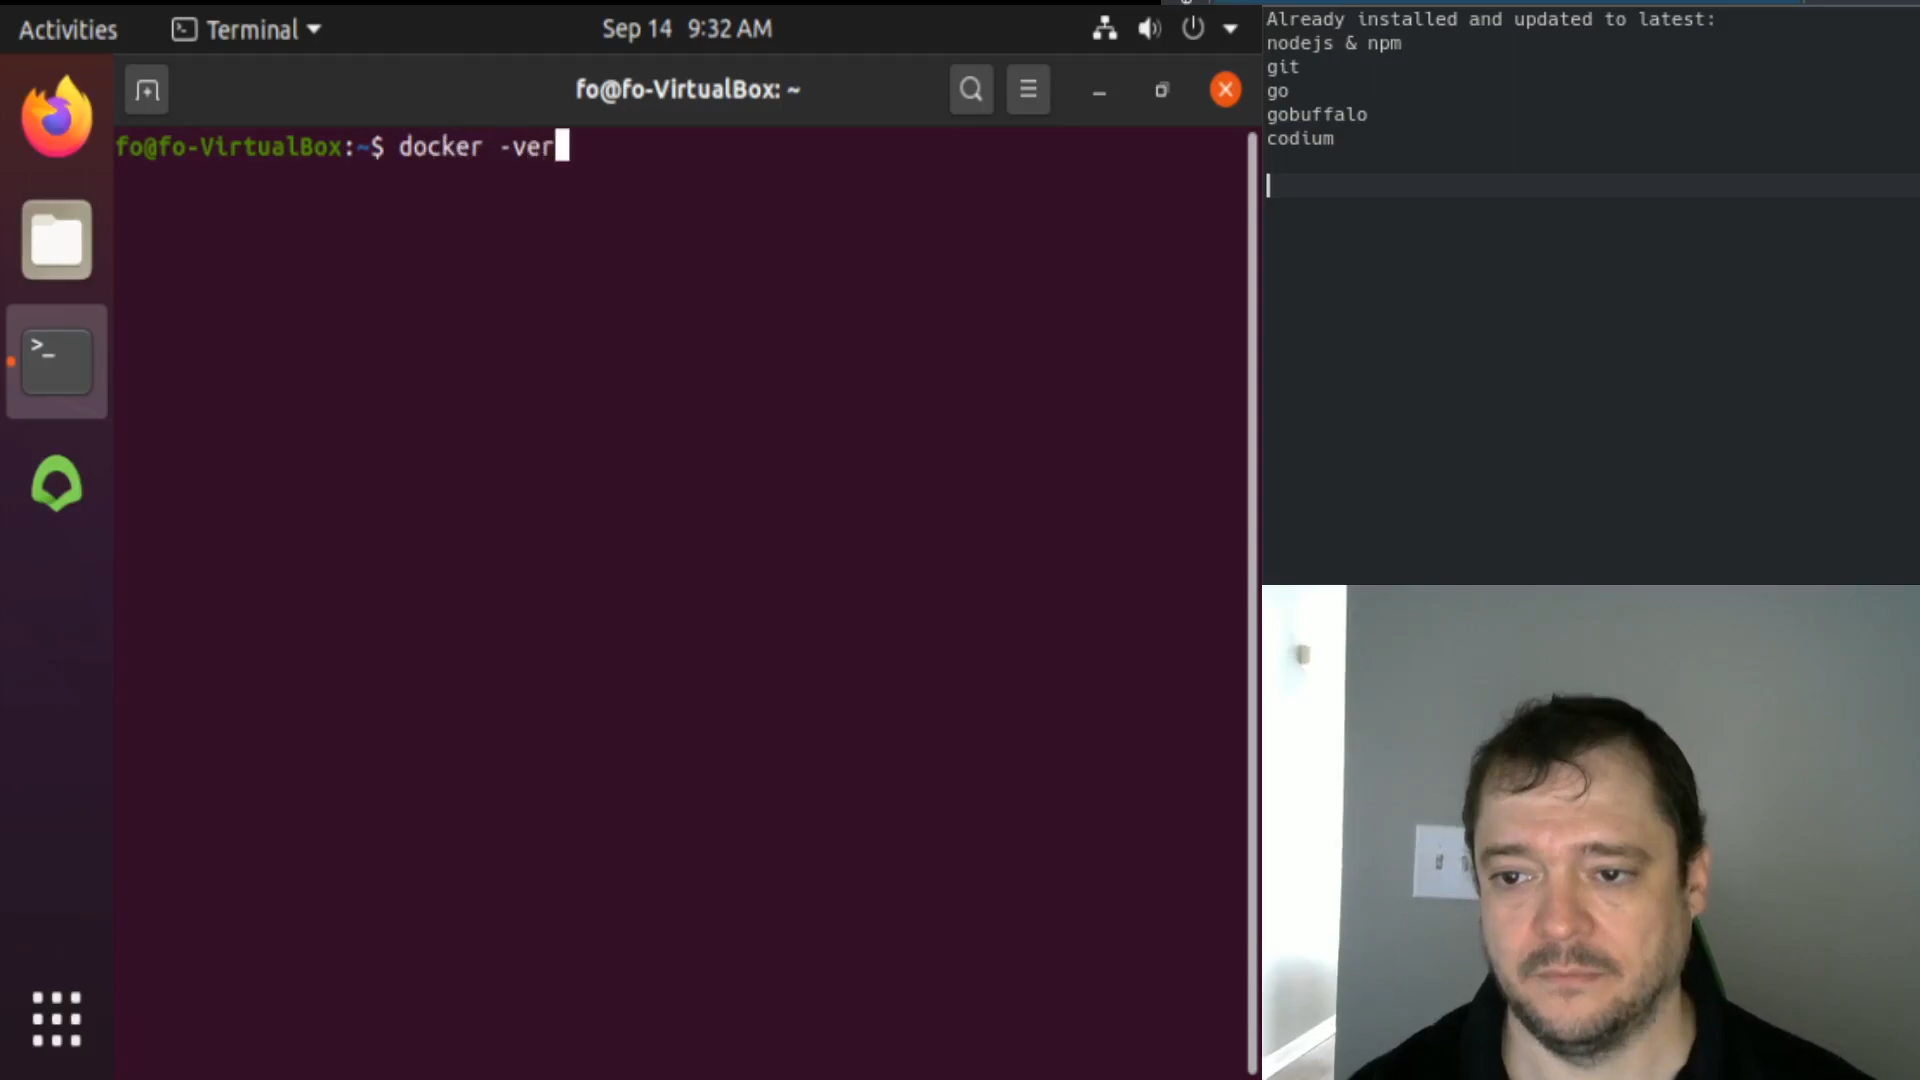 Activities
Terminal
Sep 14 9:32 AM
fo@fo-VirtualBox: ~
fo@fo-VirtualBox:~$ docker -ver
>_
Already installed and updated to latest:
nodejs & npm
git
go
gobuffalo
codium